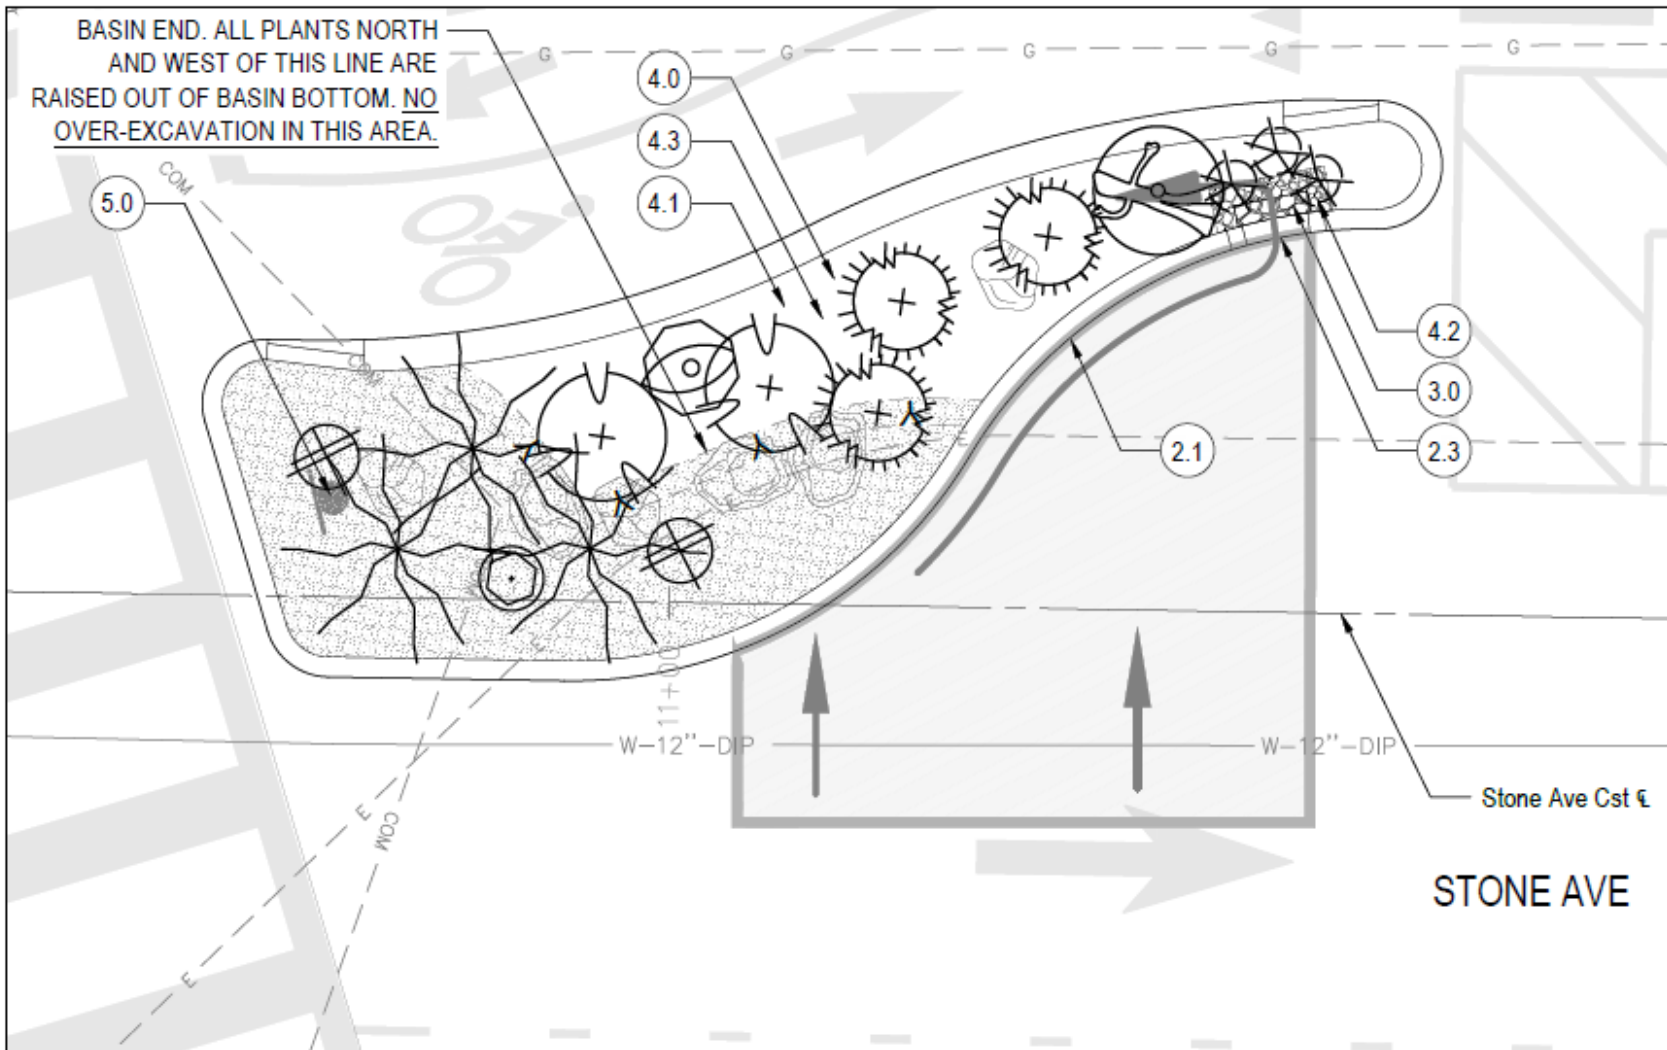 BASIN END. ALL PLANTS NORTH
AND WEST OF THIS LINE ARE
RAISED OUT OF BASIN BOTTOM. NO
OVER-EXCAVATION IN THIS AREA.
G
G
G
G
G
4.0
4.3
4.1
5.0
COM
COM
4.2
3.0
2.3
2.1
E
E
E
11+00
W-12''-DIP
W-12''-DIP
Stone Ave Cst ℄
E
COM
STONE AVE
E